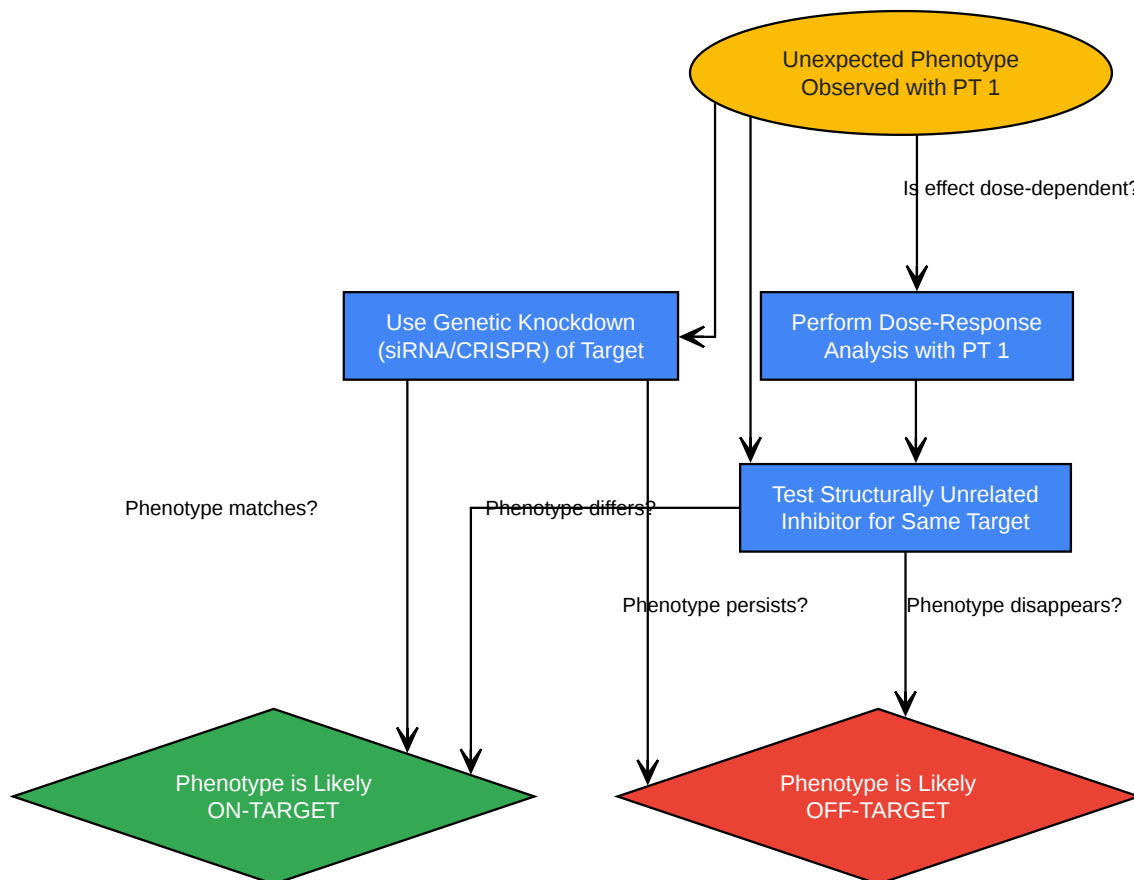 Unexpected Phenotype
Observed with PT 1
Is effect dose-dependent?
Use Genetic Knockdown
(siRNA/CRISPR) of Target
Perform Dose-Response
Analysis with PT 1
Test Structurally Unrelated
Inhibitor for Same Target
Phenotype matches?
Phenotype differs?
Phenotype persists?
Phenotype disappears?
Phenotype is Likely
ON-TARGET
Phenotype is Likely
OFF-TARGET